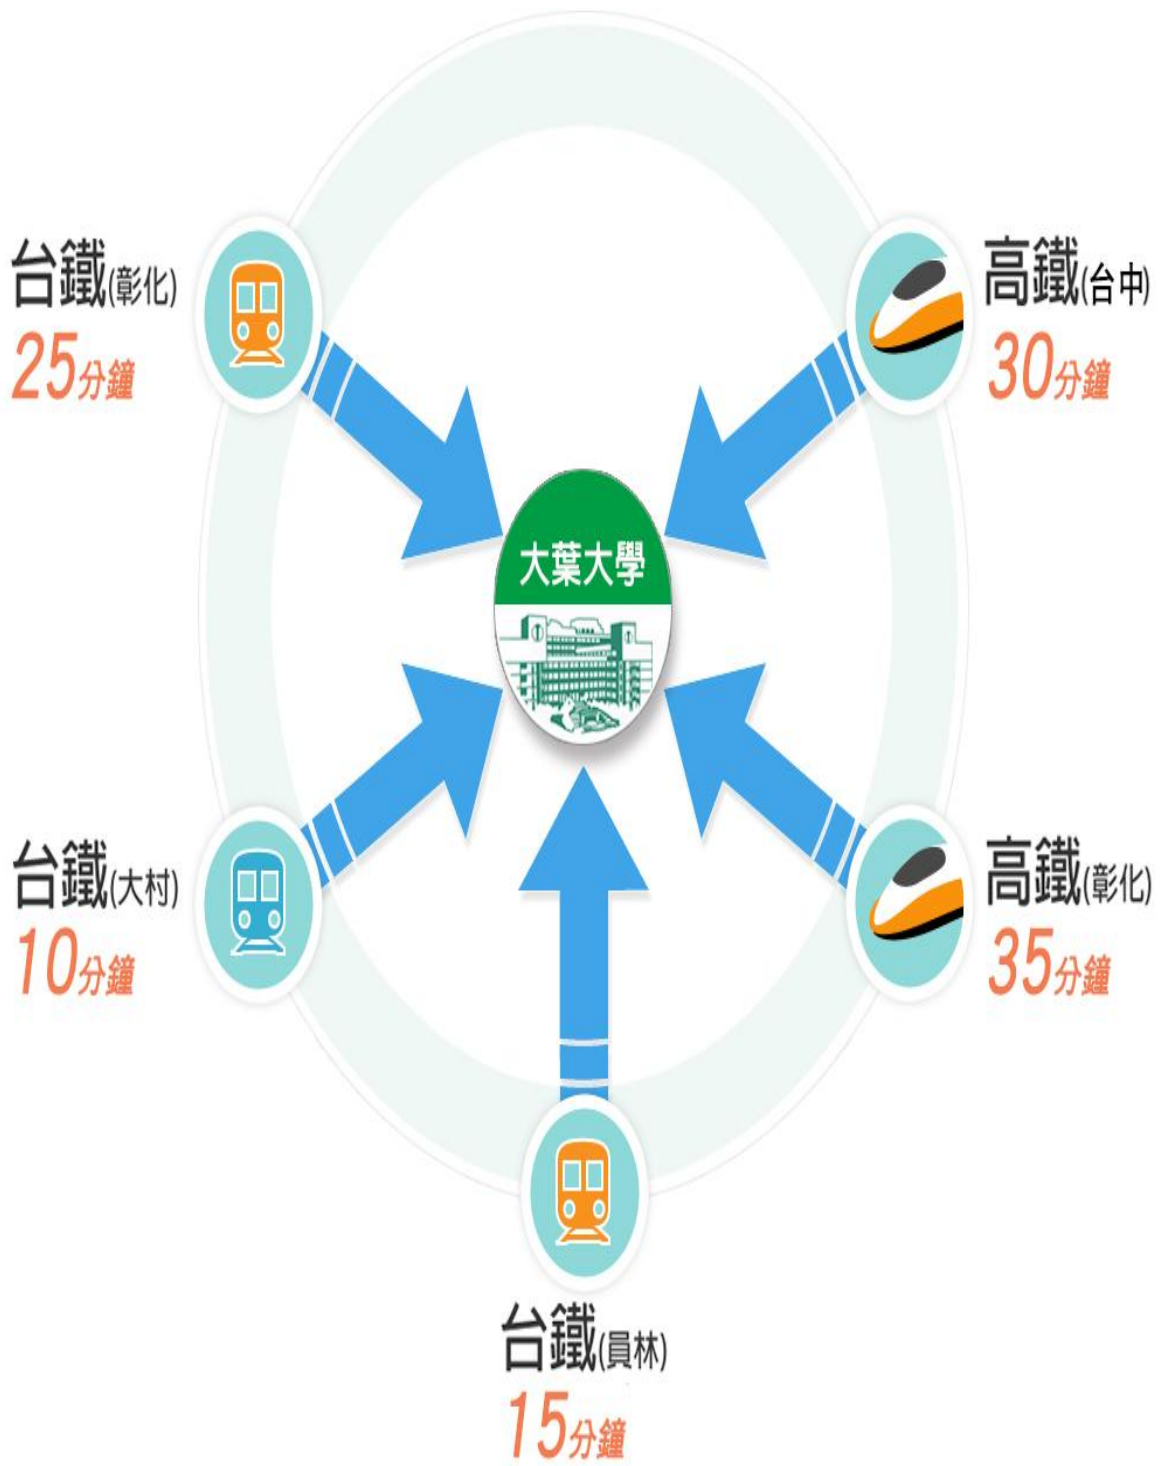 台鐵(彰化)
25分鐘
高鐵(台中)
30分鐘
大葉大學
台鐵(大村)
10分鐘
高鐵(彰化)
35分鐘
台鐵(員林)
15分鐘